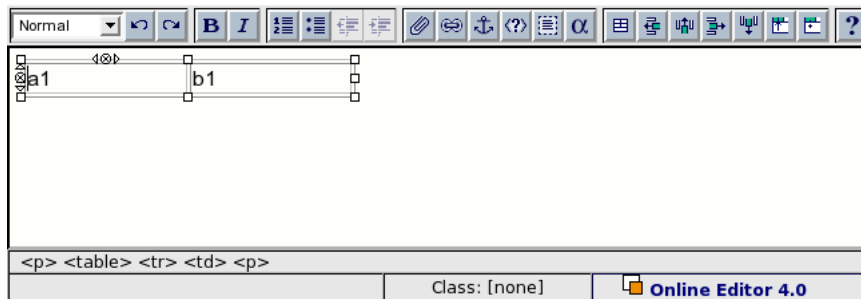 Normal B I α ?
a1 b1
<p> <table> <tr> <td> <p>
Class: [none] Online Editor 4.0